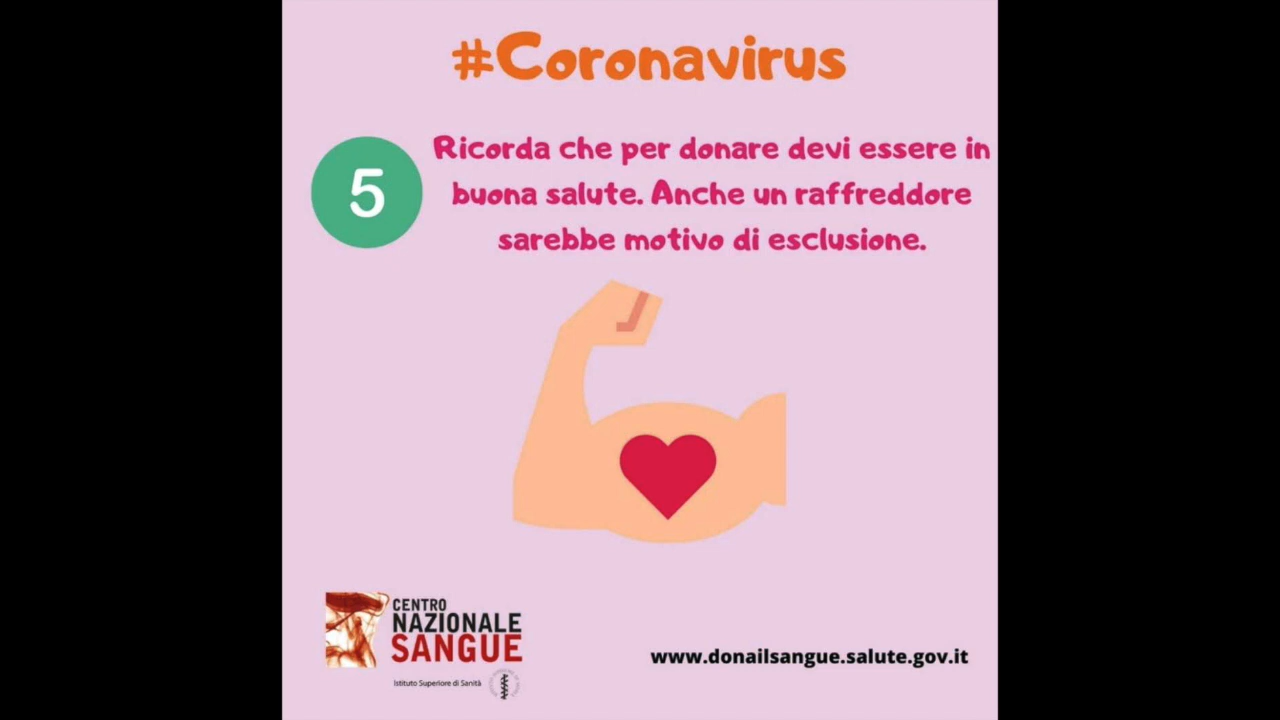 #Coronavirus
5
Ricorda che per donare devi essere in
buona salute. Anche un raffreddore
sarebbe motivo di esclusione.
CENTRO
NAZIONALE
SANGUE
Istituto Superiore di Sanità
www.donailsangue.salute.gov.it